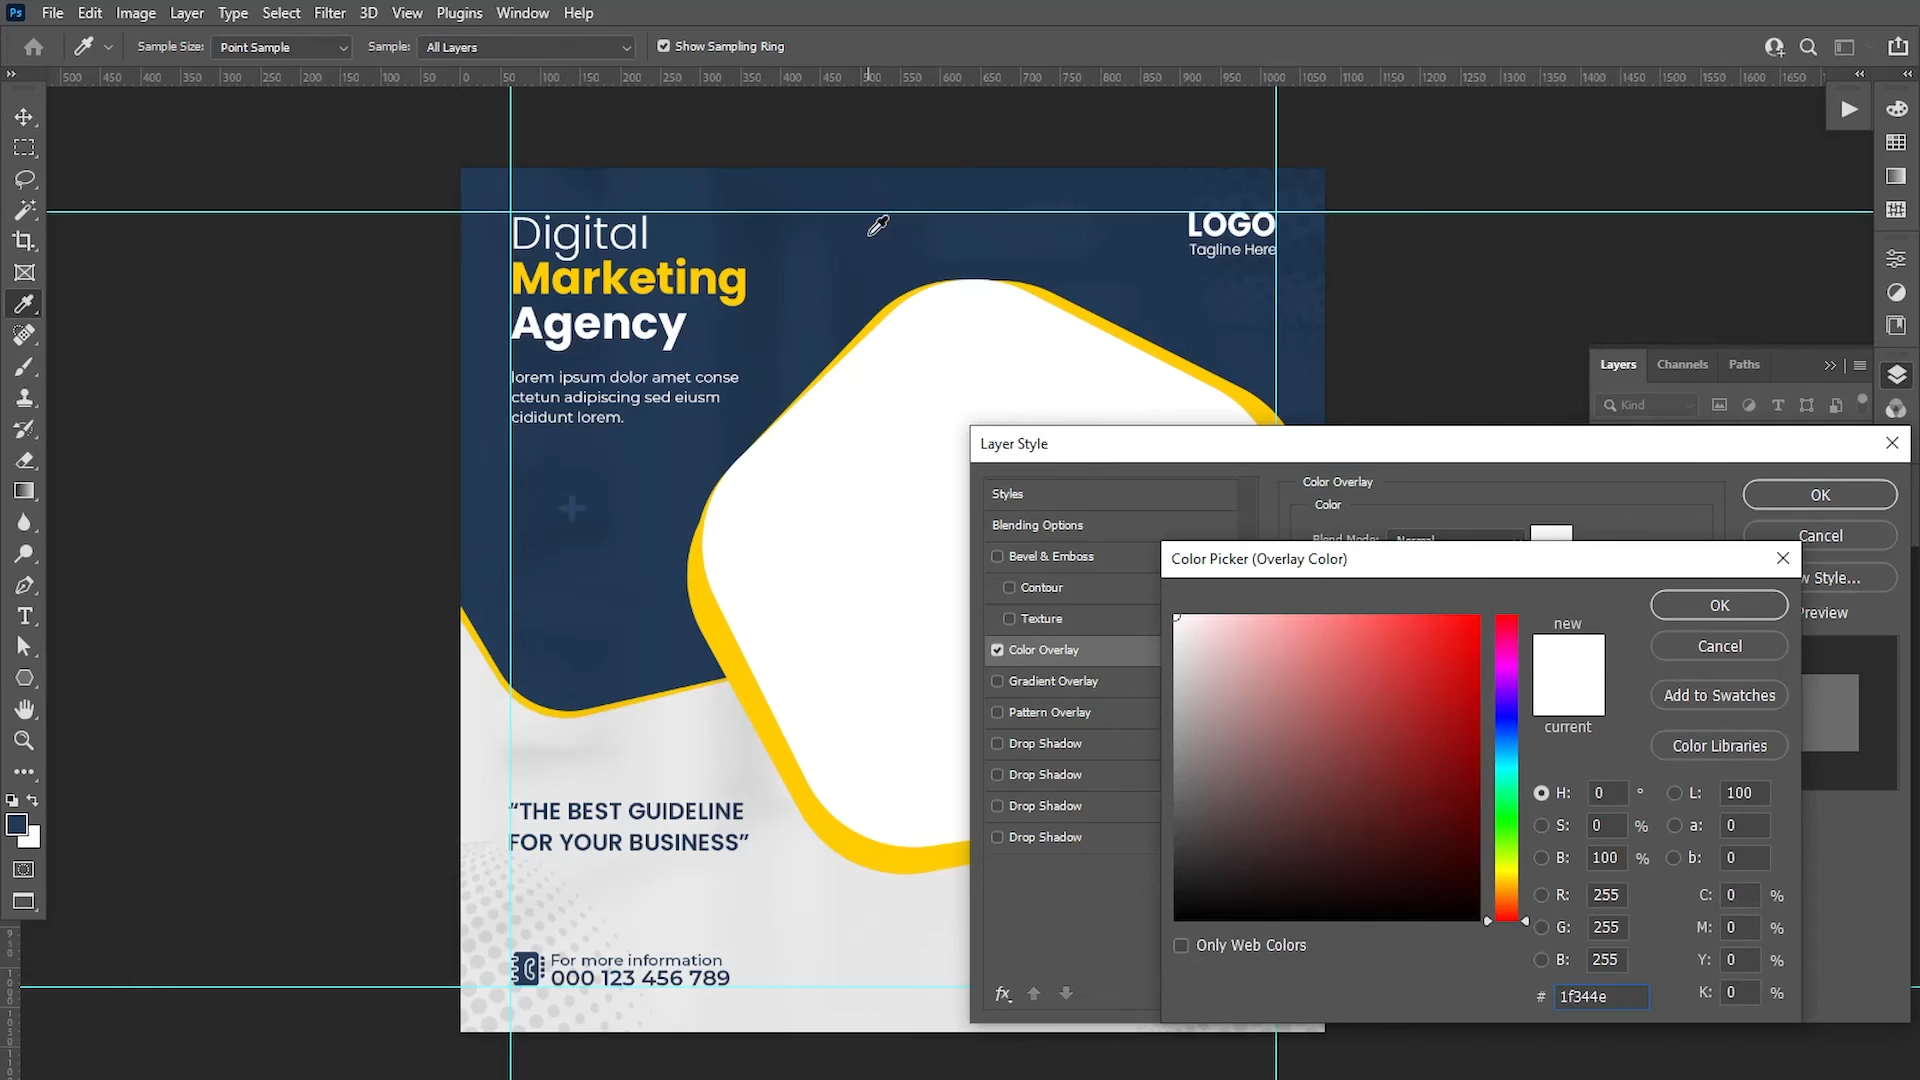 Ps File Edit Image Layer Type Select Filter 3D View Plugins Window Help
Sample Size: Point Sample Sample: All Layers Show Sampling Ring
500 450 400 350 300 250 200 150 100 50 0 50 100 150 200 250 300 350 400 450 500 550 600 650 700 750 800 850 900 950 1000 1050 1100 1150 1200 1250 1300 1350 1400 1450 1500 1550 1600 1650
Digital
Marketing
Agency
lorem ipsum dolor amet conse
ctetun adipiscing sed eiusm
cididunt lorem.
LOGO
Tagline Here
"THE BEST GUIDELINE
FOR YOUR BUSINESS"
For more information
000 123 456 789
Layers Channels Paths
Kind
Layer Style
Styles
Blending Options
Bevel & Emboss
Contour
Texture
Color Overlay
Gradient Overlay
Pattern Overlay
Drop Shadow
Drop Shadow
Drop Shadow
Drop Shadow
fx
Color Overlay
Color
Blend Mode: Normal
OK
Cancel
w Style...
Preview
Color Picker (Overlay Color)
new
current
OK
Cancel
Add to Swatches
Color Libraries
H: 0 ° L: 100
S: 0 % a: 0
B: 100 % b: 0
R: 255 C: 0 %
G: 255 M: 0 %
B: 255 Y: 0 %
# 1f344e K: 0 %
Only Web Colors